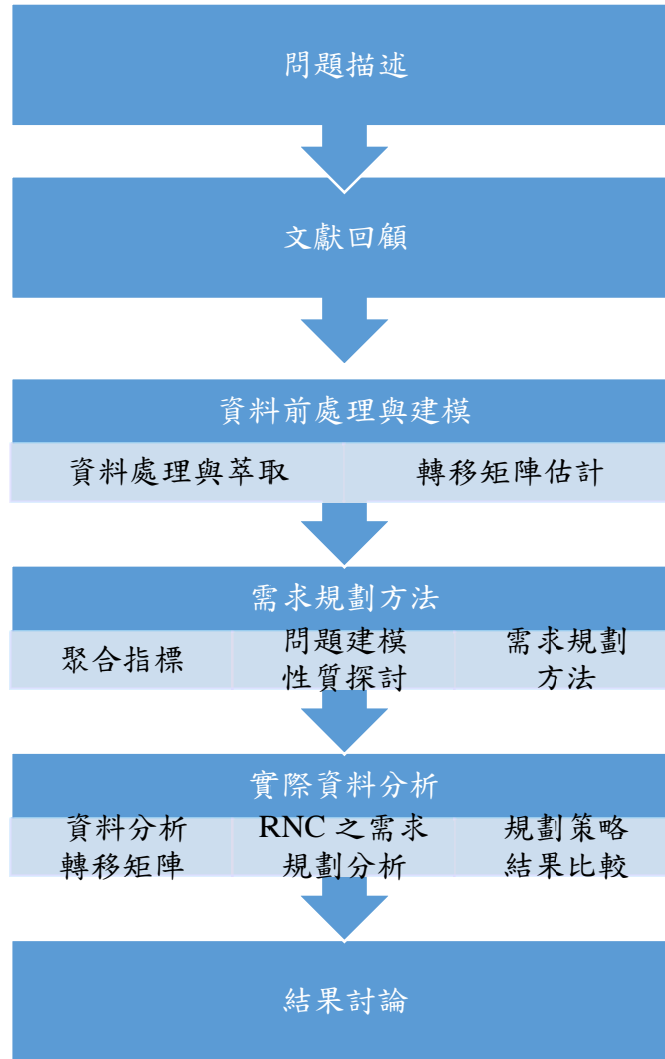 問題描述
文獻回顧
資料前處理與建模
資料處理與萃取
轉移矩陣估計
需求規劃方法
聚合指標
問題建模
性質探討
需求規劃
方法
實際資料分析
資料分析
轉移矩陣
RNC 之需求
規劃分析
規劃策略
結果比較
結果討論